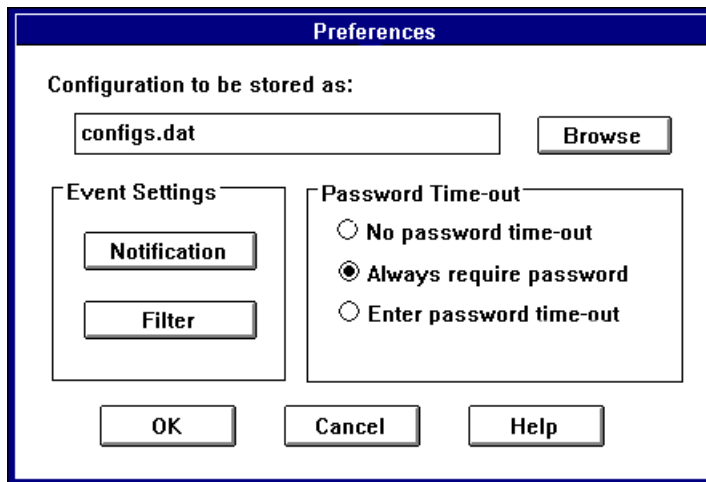 Preferences
Configuration to be stored as:
configs.dat
Browse
Event Settings
Notification
Filter
Password Time-out
No password time-out
Always require password
Enter password time-out
OK
Cancel
Help